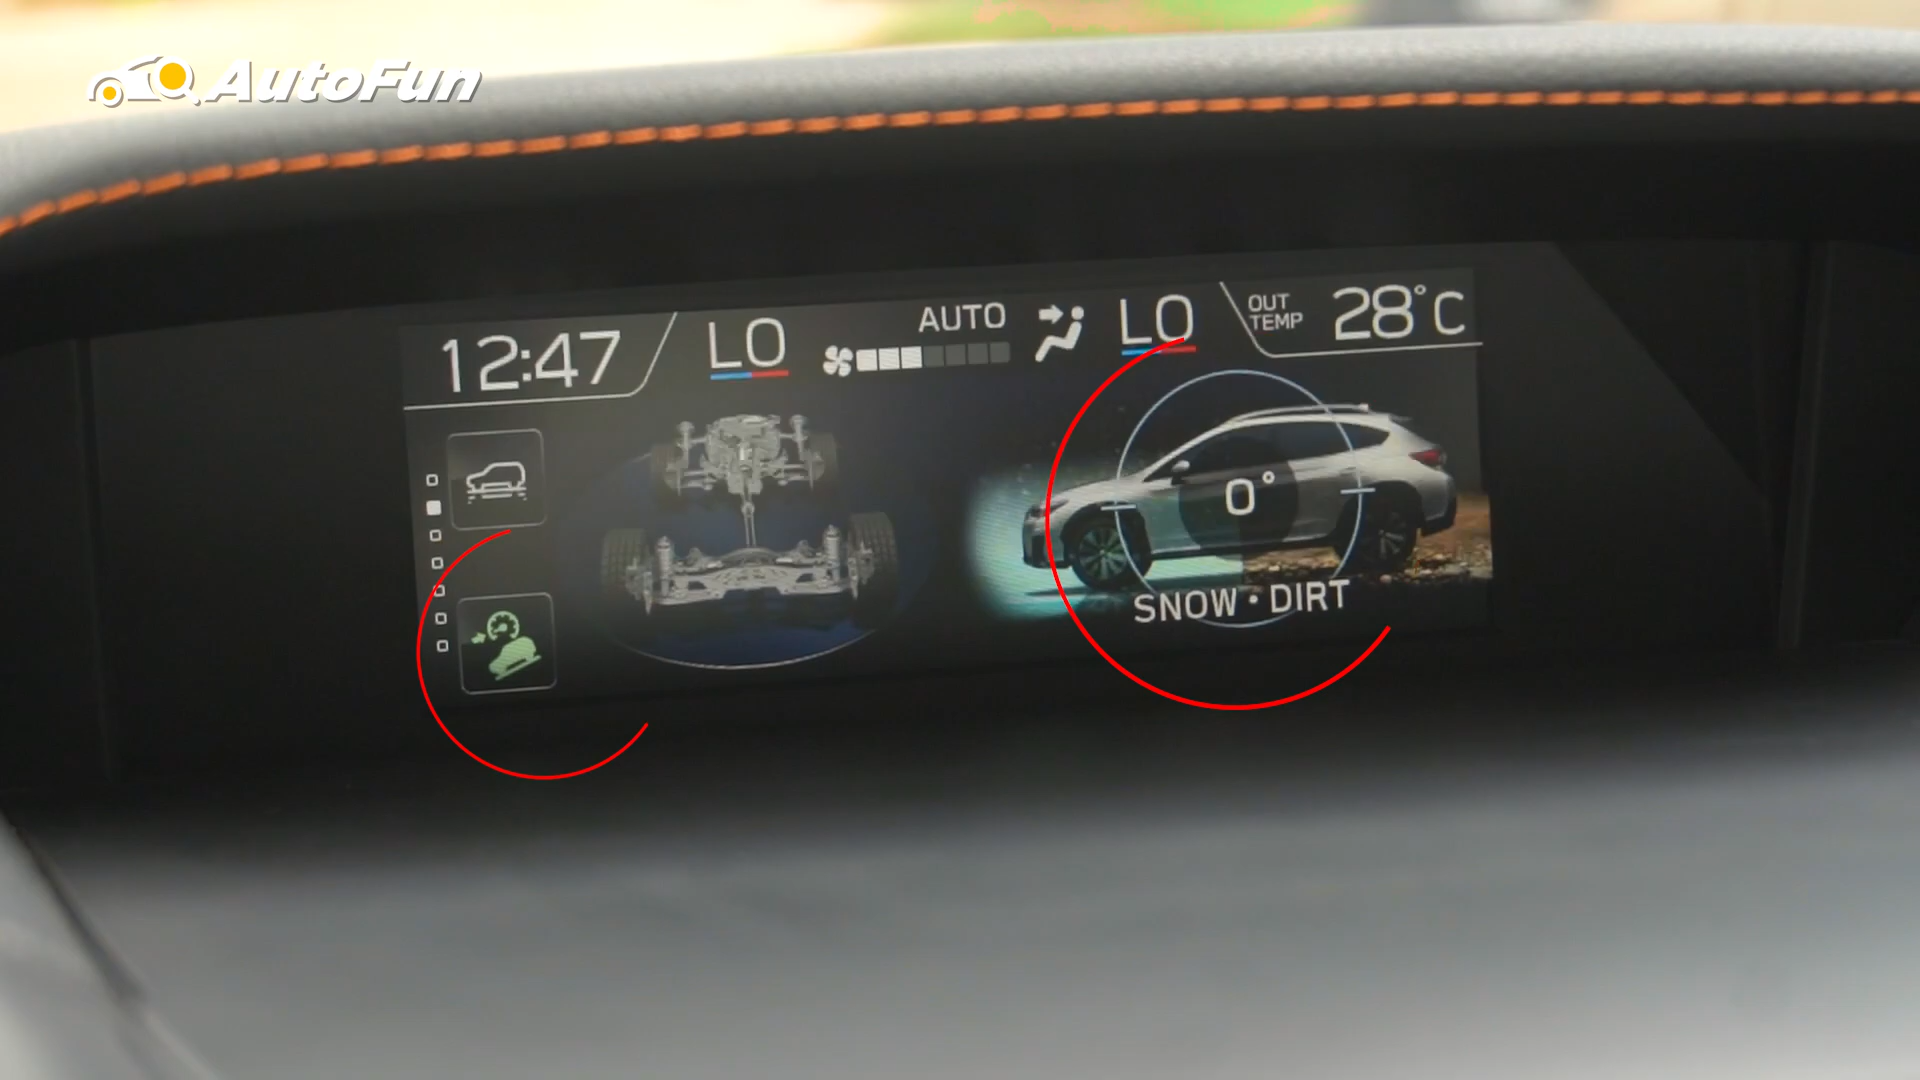 AutoFun
12:47
LO
AUTO
LO
OUT
TEMP
28°C
0°
SNOW・DIRT